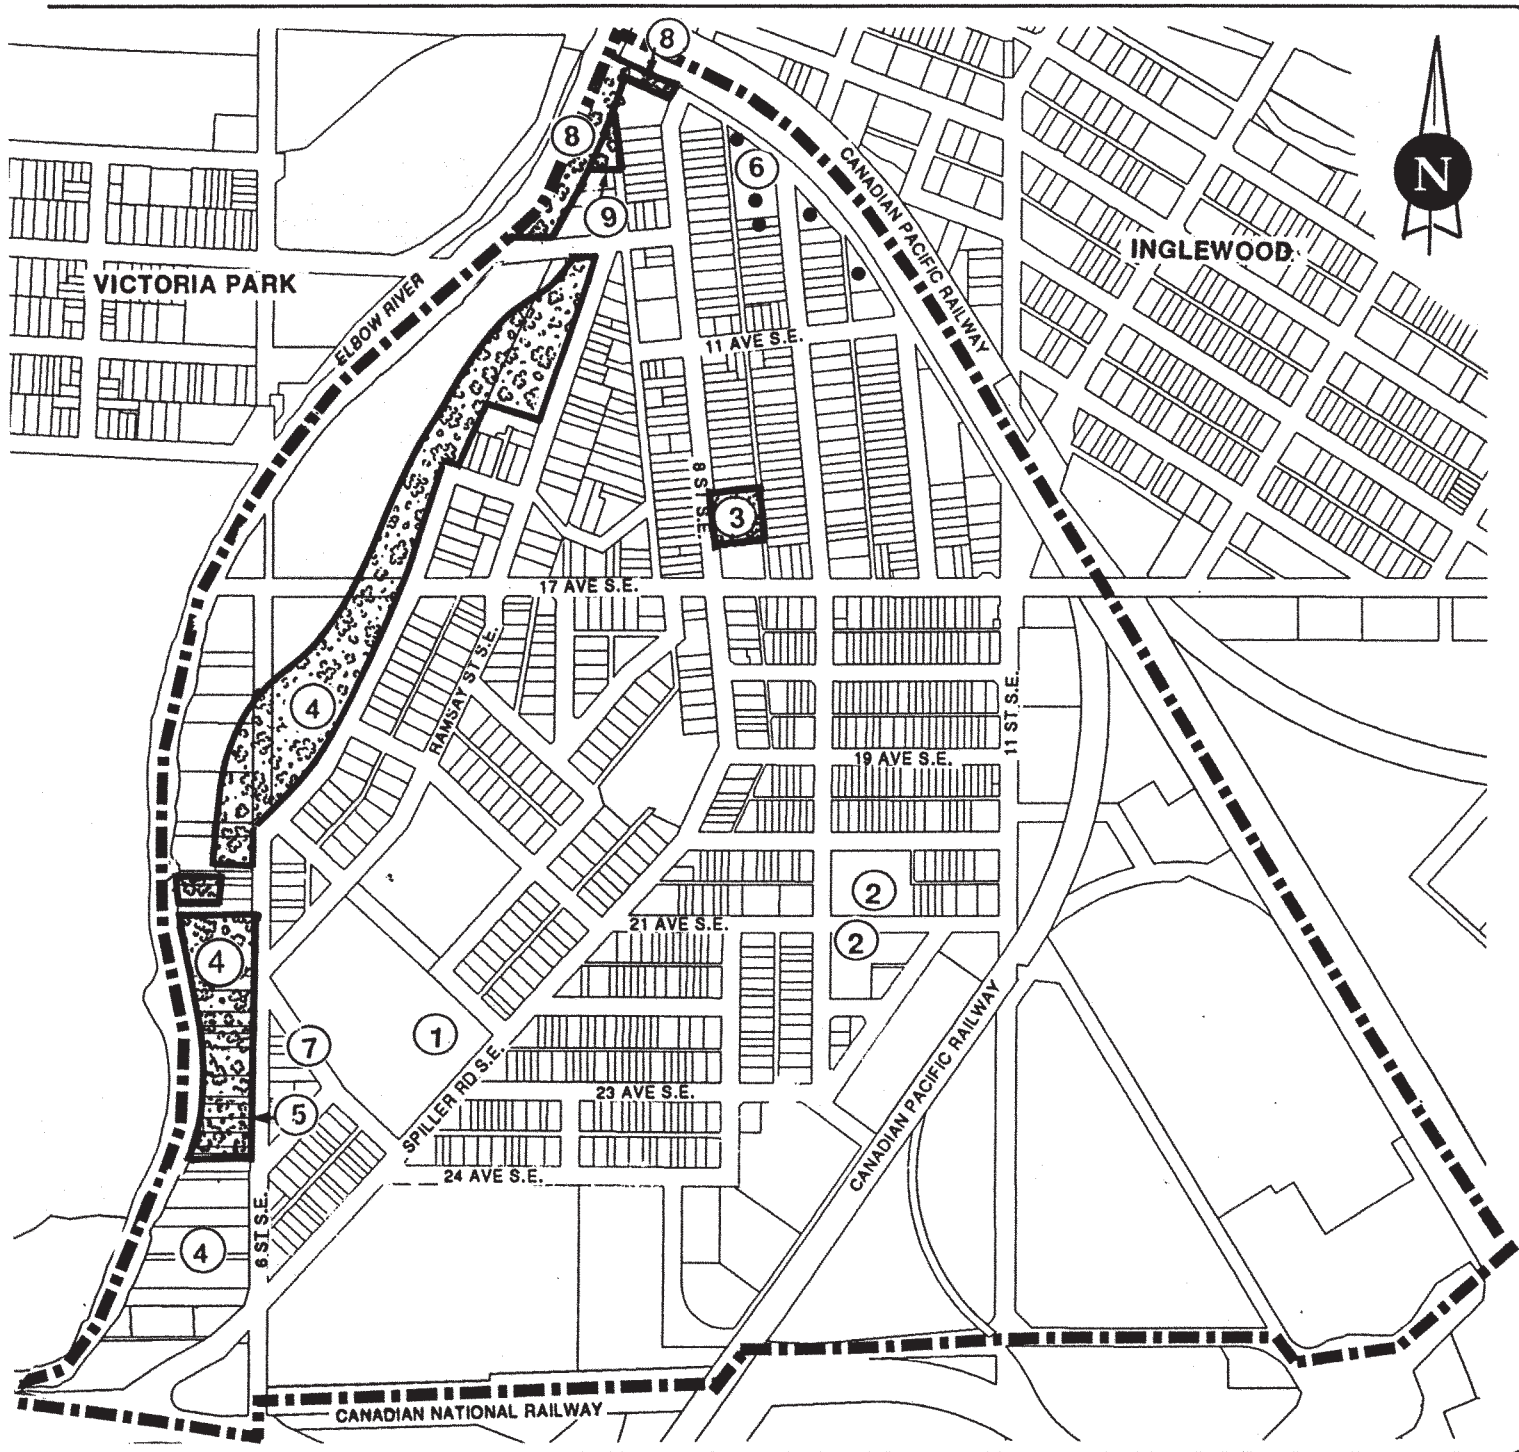 8
8
6
9
N
CANADIAN PACIFIC RAILWAY
INGLEWOOD
VICTORIA PARK
ELBOW RIVER
11 AVE S.E.
8 ST S.E.
3
17 AVE S.E.
RAMSAY ST S.E.
4
11 ST S.E.
19 AVE S.E.
2
21 AVE S.E.
2
4
1
7
CANADIAN PACIFIC RAILWAY
SPILLER RD S.E.
23 AVE S.E.
5
24 AVE S.E.
6 ST S.E.
4
CANADIAN NATIONAL RAILWAY